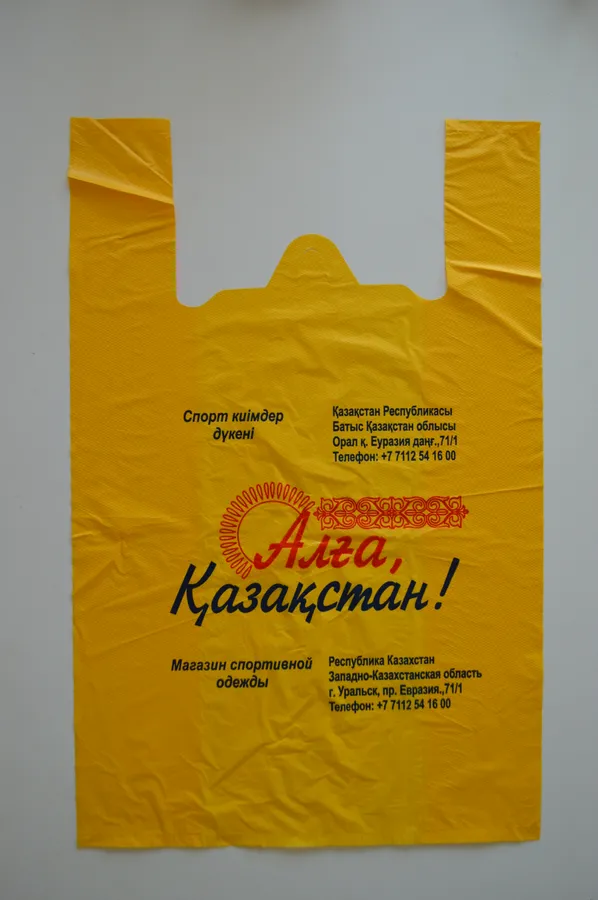 Спорт киімдер
дүкені
Қазақстан Республикасы
Батыс Қазақстан облысы
Орал қ. Еуразия даңғ.,71/1
Телефон: +7 7112 54 16 00
Алға,
Қазақстан!
Магазин спортивной
одежды
Республика Казахстан
Западно-Казахстанская область
г. Уральск, пр. Евразия.,71/1
Телефон: +7 7112 54 16 00